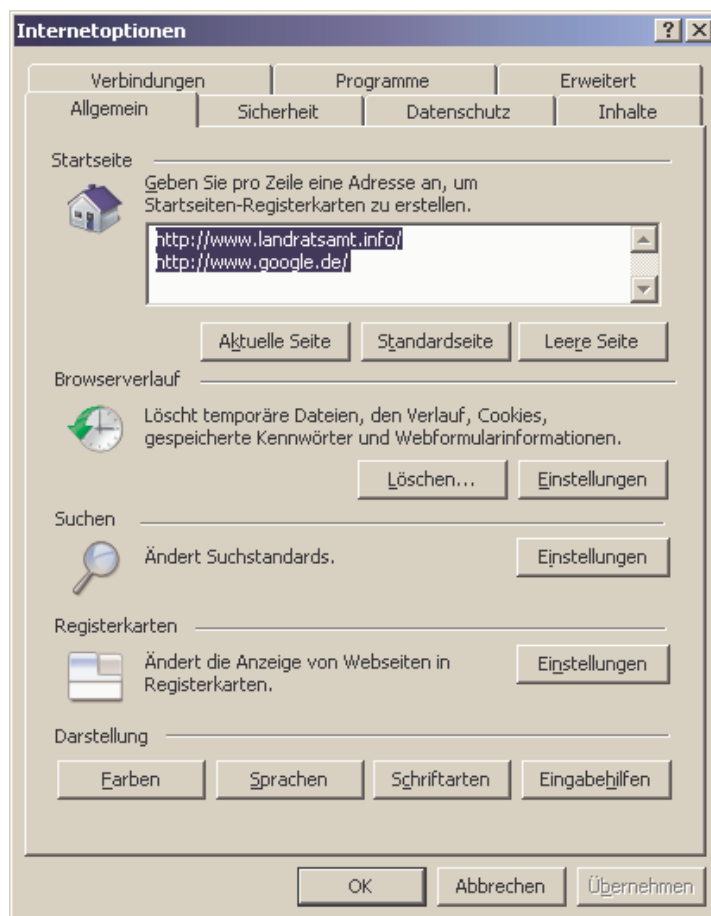 Internetoptionen
Verbindungen Programme Erweitert
Allgemein Sicherheit Datenschutz Inhalte
Startseite
Geben Sie pro Zeile eine Adresse an, um
Startseiten-Registerkarten zu erstellen.
http://www.landratsamt.info/
http://www.google.de/
Aktuelle Seite Standardseite Leere Seite
Browserverlauf
Löscht temporäre Dateien, den Verlauf, Cookies,
gespeicherte Kennwörter und Webformularinformationen.
Löschen... Einstellungen
Suchen
Ändert Suchstandards. Einstellungen
Registerkarten
Ändert die Anzeige von Webseiten in
Registerkarten.
Einstellungen
Darstellung
Farben Sprachen Schriftarten Eingabehilfen
OK Abbrechen Übernehmen